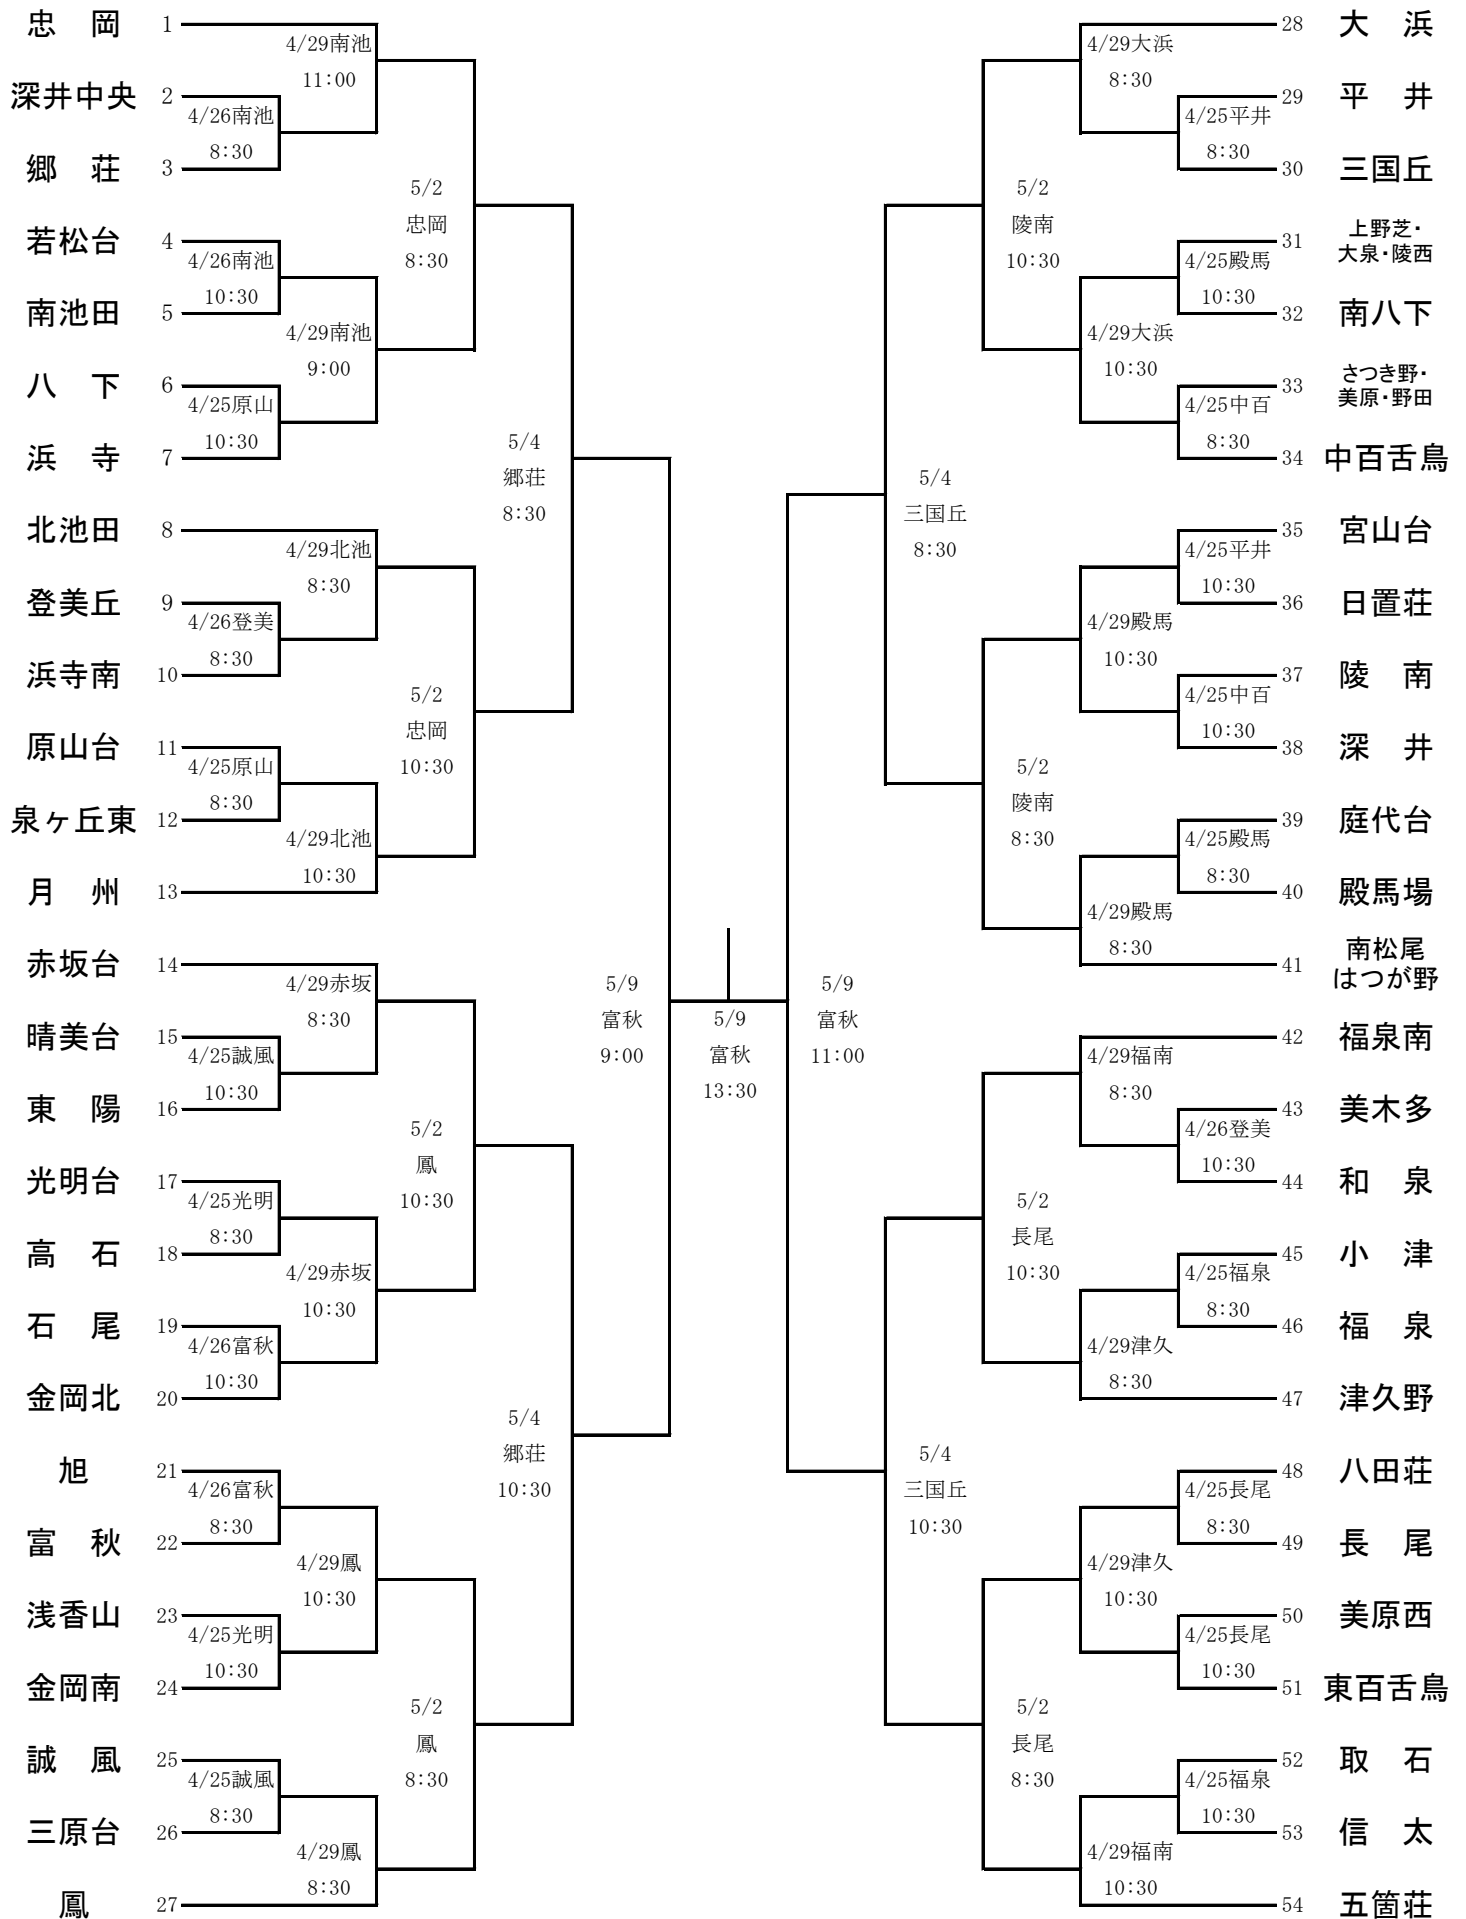 忠　岡 1
4/29南池
11:00
深井中央 2
4/26南池
8:30
郷　荘 3
5/2
忠岡
8:30
若松台 4
4/26南池
10:30
南池田 5
4/29南池
9:00
八　下 6
4/25原山
10:30
浜　寺 7
5/4
郷荘
8:30
北池田 8
4/29北池
8:30
登美丘 9
4/26登美
8:30
浜寺南 10
5/2
忠岡
10:30
原山台 11
4/25原山
8:30
泉ヶ丘東 12
4/29北池
10:30
月　州 13
赤坂台 14
4/29赤坂
8:30
5/9
富秋
9:00
晴美台 15
4/25誠風
10:30
東　陽 16
5/2
鳳
10:30
光明台 17
4/25光明
8:30
高　石 18
4/29赤坂
10:30
石　尾 19
4/26富秋
10:30
金岡北 20
5/4
郷荘
10:30
旭 21
4/26富秋
8:30
富　秋 22
4/29鳳
10:30
浅香山 23
4/25光明
10:30
金岡南 24
5/2
鳳
8:30
誠　風 25
4/25誠風
8:30
三原台 26
4/29鳳
8:30
鳳 27
5/9
富秋
13:30
28 大　浜
4/29大浜
8:30
29 平　井
4/25平井
8:30
30 三国丘
5/2
陵南
10:30
31 上野芝・
大泉・陵西
4/25殿馬
10:30
32 南八下
4/29大浜
10:30
33 さつき野・
美原・野田
4/25中百
8:30
34 中百舌鳥
5/4
三国丘
8:30
35 宮山台
4/25平井
10:30
36 日置荘
4/29殿馬
10:30
37 陵　南
4/25中百
10:30
38 深　井
5/2
陵南
8:30
39 庭代台
4/25殿馬
8:30
40 殿馬場
4/29殿馬
8:30
41 南松尾
はつが野
5/9
富秋
11:00
42 福泉南
4/29福南
8:30
43 美木多
4/26登美
10:30
44 和　泉
5/2
長尾
10:30
45 小　津
4/25福泉
8:30
46 福　泉
4/29津久
8:30
47 津久野
5/4
三国丘
10:30
48 八田荘
4/25長尾
8:30
49 長　尾
4/29津久
10:30
50 美原西
4/25長尾
10:30
51 東百舌鳥
5/2
長尾
8:30
52 取　石
4/25福泉
10:30
53 信　太
4/29福南
10:30
54 五箇荘